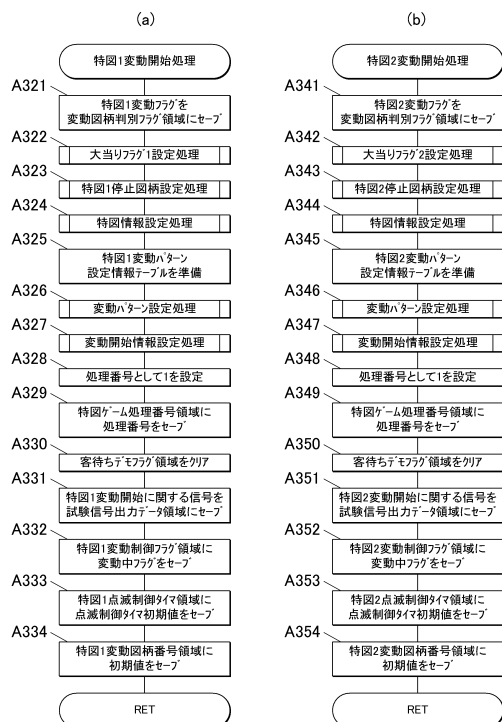 (a)
特図1変動開始処理
A321
特図1変動フラグを
変動図柄判別フラグ領域にセーブ
A322
大当りフラグ1設定処理
A323
特図1停止図柄設定処理
A324
特図情報設定処理
A325
特図1変動パターン
設定情報テーブルを準備
A326
変動パターン設定処理
A327
変動開始情報設定処理
A328
処理番号として1を設定
A329
特図ゲーム処理番号領域に
処理番号をセーブ
A330
客待ちデモフラグ領域をクリア
A331
特図1変動開始に関する信号を
試験信号出力データ領域にセーブ
A332
特図1変動制御フラグ領域に
変動中フラグをセーブ
A333
特図1点滅制御タイマ領域に
点滅制御タイマ初期値をセーブ
A334
特図1変動図柄番号領域に
初期値をセーブ
RET
(b)
特図2変動開始処理
A341
特図2変動フラグを
変動図柄判別フラグ領域にセーブ
A342
大当りフラグ2設定処理
A343
特図2停止図柄設定処理
A344
特図情報設定処理
A345
特図2変動パターン
設定情報テーブルを準備
A346
変動パターン設定処理
A347
変動開始情報設定処理
A348
処理番号として1を設定
A349
特図ゲーム処理番号領域に
処理番号をセーブ
A350
客待ちデモフラグ領域をクリア
A351
特図2変動開始に関する信号を
試験信号出力データ領域にセーブ
A352
特図2変動制御フラグ領域に
変動中フラグをセーブ
A353
特図2点滅制御タイマ領域に
点滅制御タイマ初期値をセーブ
A354
特図2変動図柄番号領域に
初期値をセーブ
RET